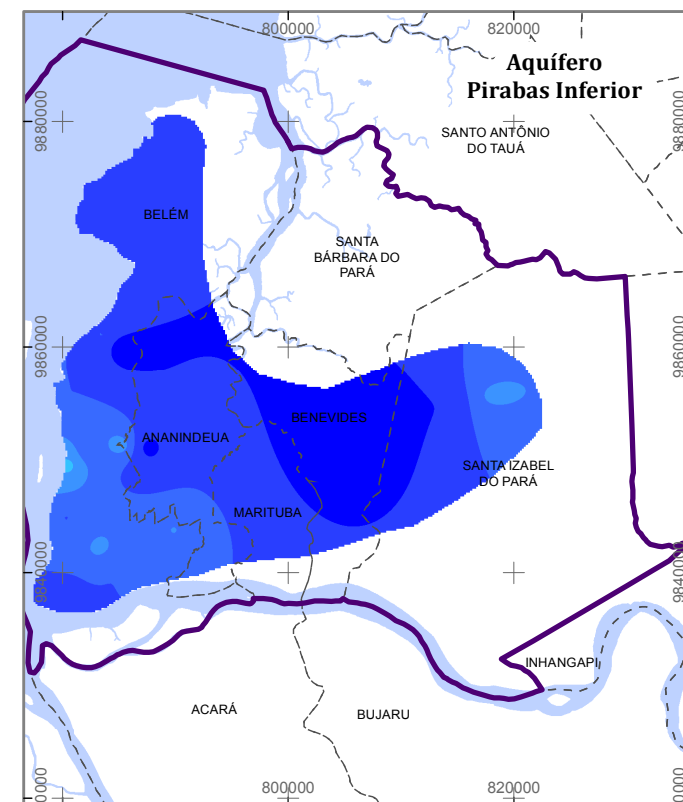 800000
820000
Aquífero
Pirabas Inferior
9880000
9880000
SANTO ANTÔNIO
DO TAUÁ
BELÉM
SANTA
BÁRBARA DO
PARÁ
9860000
9860000
BENEVIDES
ANANINDEUA
SANTA IZABEL
DO PARÁ
MARITUBA
9840000
9840000
INHANGAPI
ACARÁ
BUJARU
800000
820000